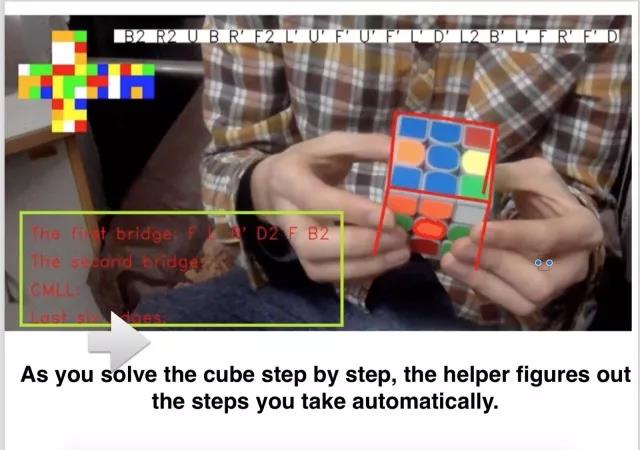 B2 R2 U B R' F2 L' U' F' U' F' L' D' L2 B' L' F R' F' D
The first bridge: F L' R' D2 F B2
The second bridge:
CMLL:
Last six edges:
As you solve the cube step by step, the helper figures out
the steps you take automatically.